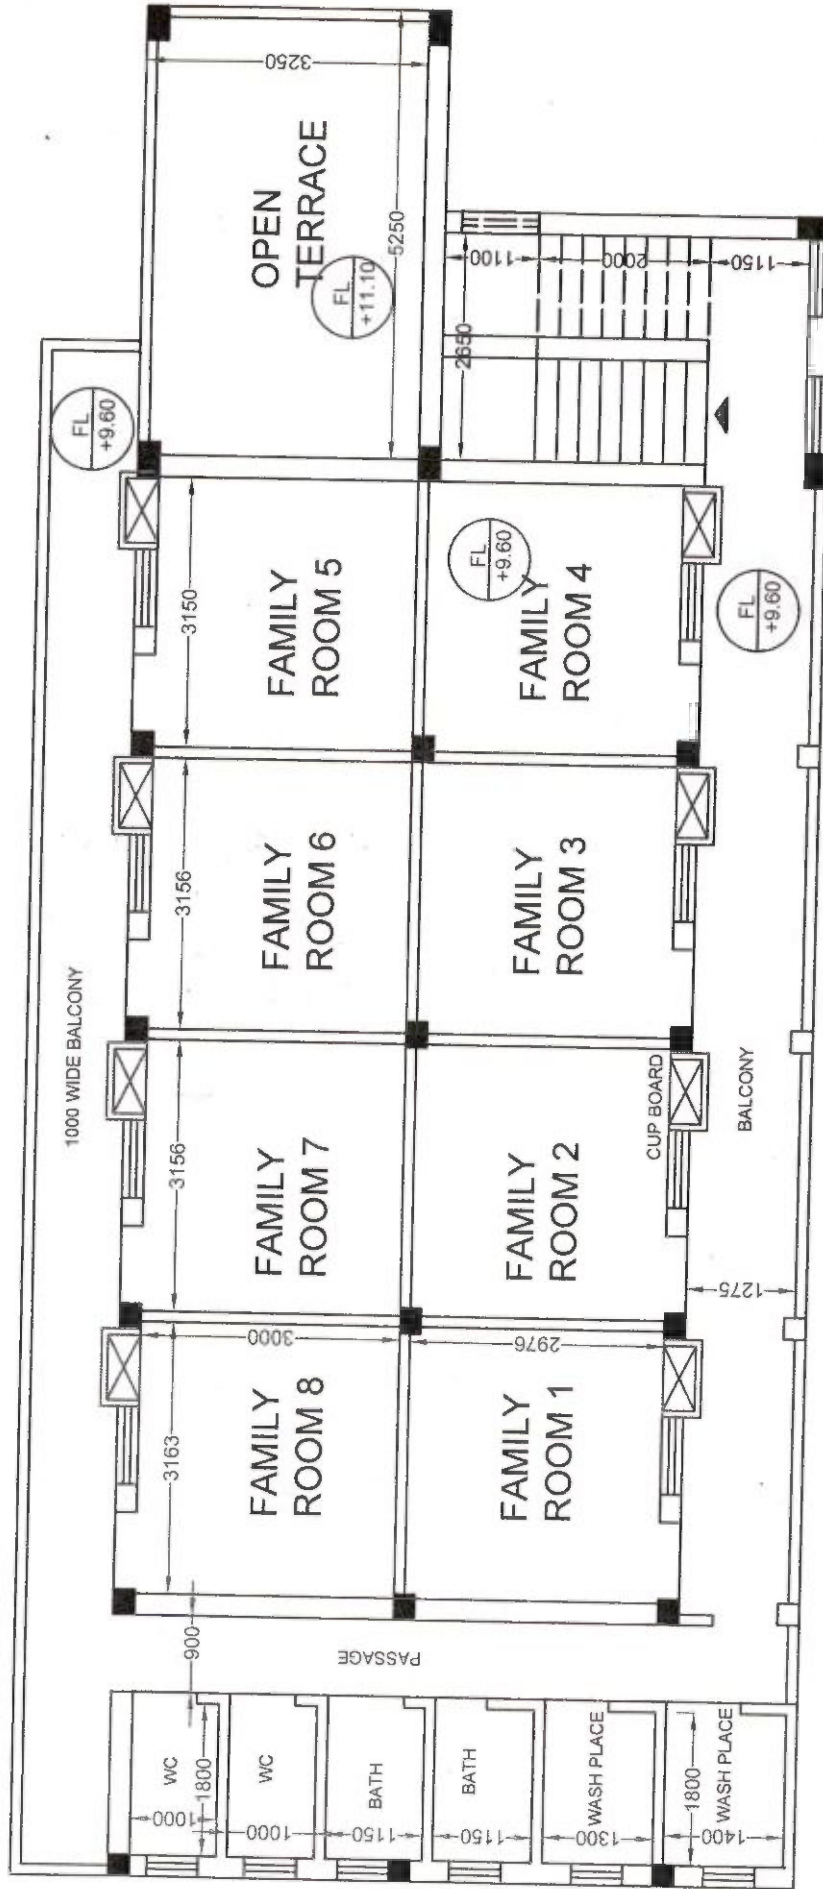 OPEN
TERRACE
3250
5250
FL
+11.10
1100
2000
1150
2650
FL
+9.60
FAMILY
ROOM 5
3150
FAMILY
ROOM 4
FL
+9.60
FL
+9.60
FAMILY
ROOM 6
3156
FAMILY
ROOM 3
1000 WIDE BALCONY
FAMILY
ROOM 7
3156
FAMILY
ROOM 2
CUP BOARD
BALCONY
1275
FAMILY
ROOM 8
3163
3000
FAMILY
ROOM 1
2976
900
PASSAGE
WC
1000
1800
WC
1000
BATH
1150
BATH
1150
WASH PLACE
1300
WASH PLACE
1800
1400